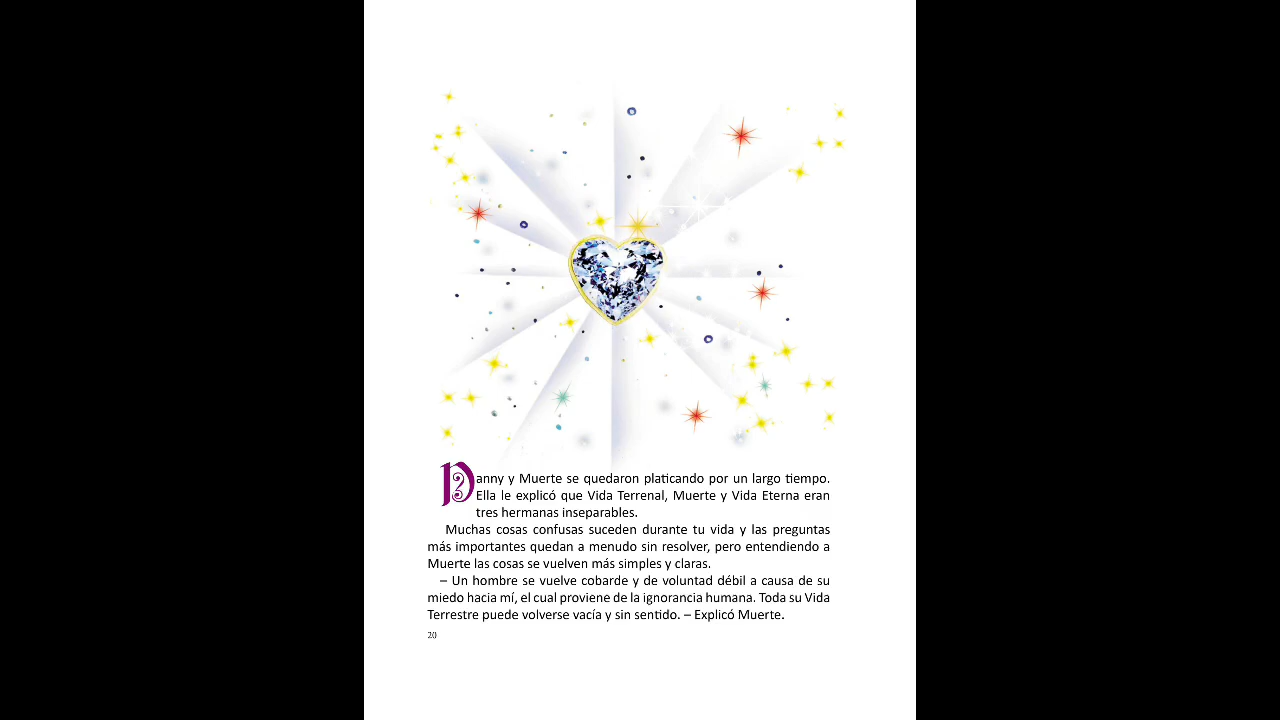 Danny y Muerte se quedaron platicando por un largo tiempo.
Ella le explicó que Vida Terrenal, Muerte y Vida Eterna eran
tres hermanas inseparables.
Muchas cosas confusas suceden durante tu vida y las preguntas
más importantes quedan a menudo sin resolver, pero entendiendo a
Muerte las cosas se vuelven más simples y claras.
– Un hombre se vuelve cobarde y de voluntad débil a causa de su
miedo hacia mí, el cual proviene de la ignorancia humana. Toda su Vida
Terrestre puede volverse vacía y sin sentido. – Explicó Muerte.
20